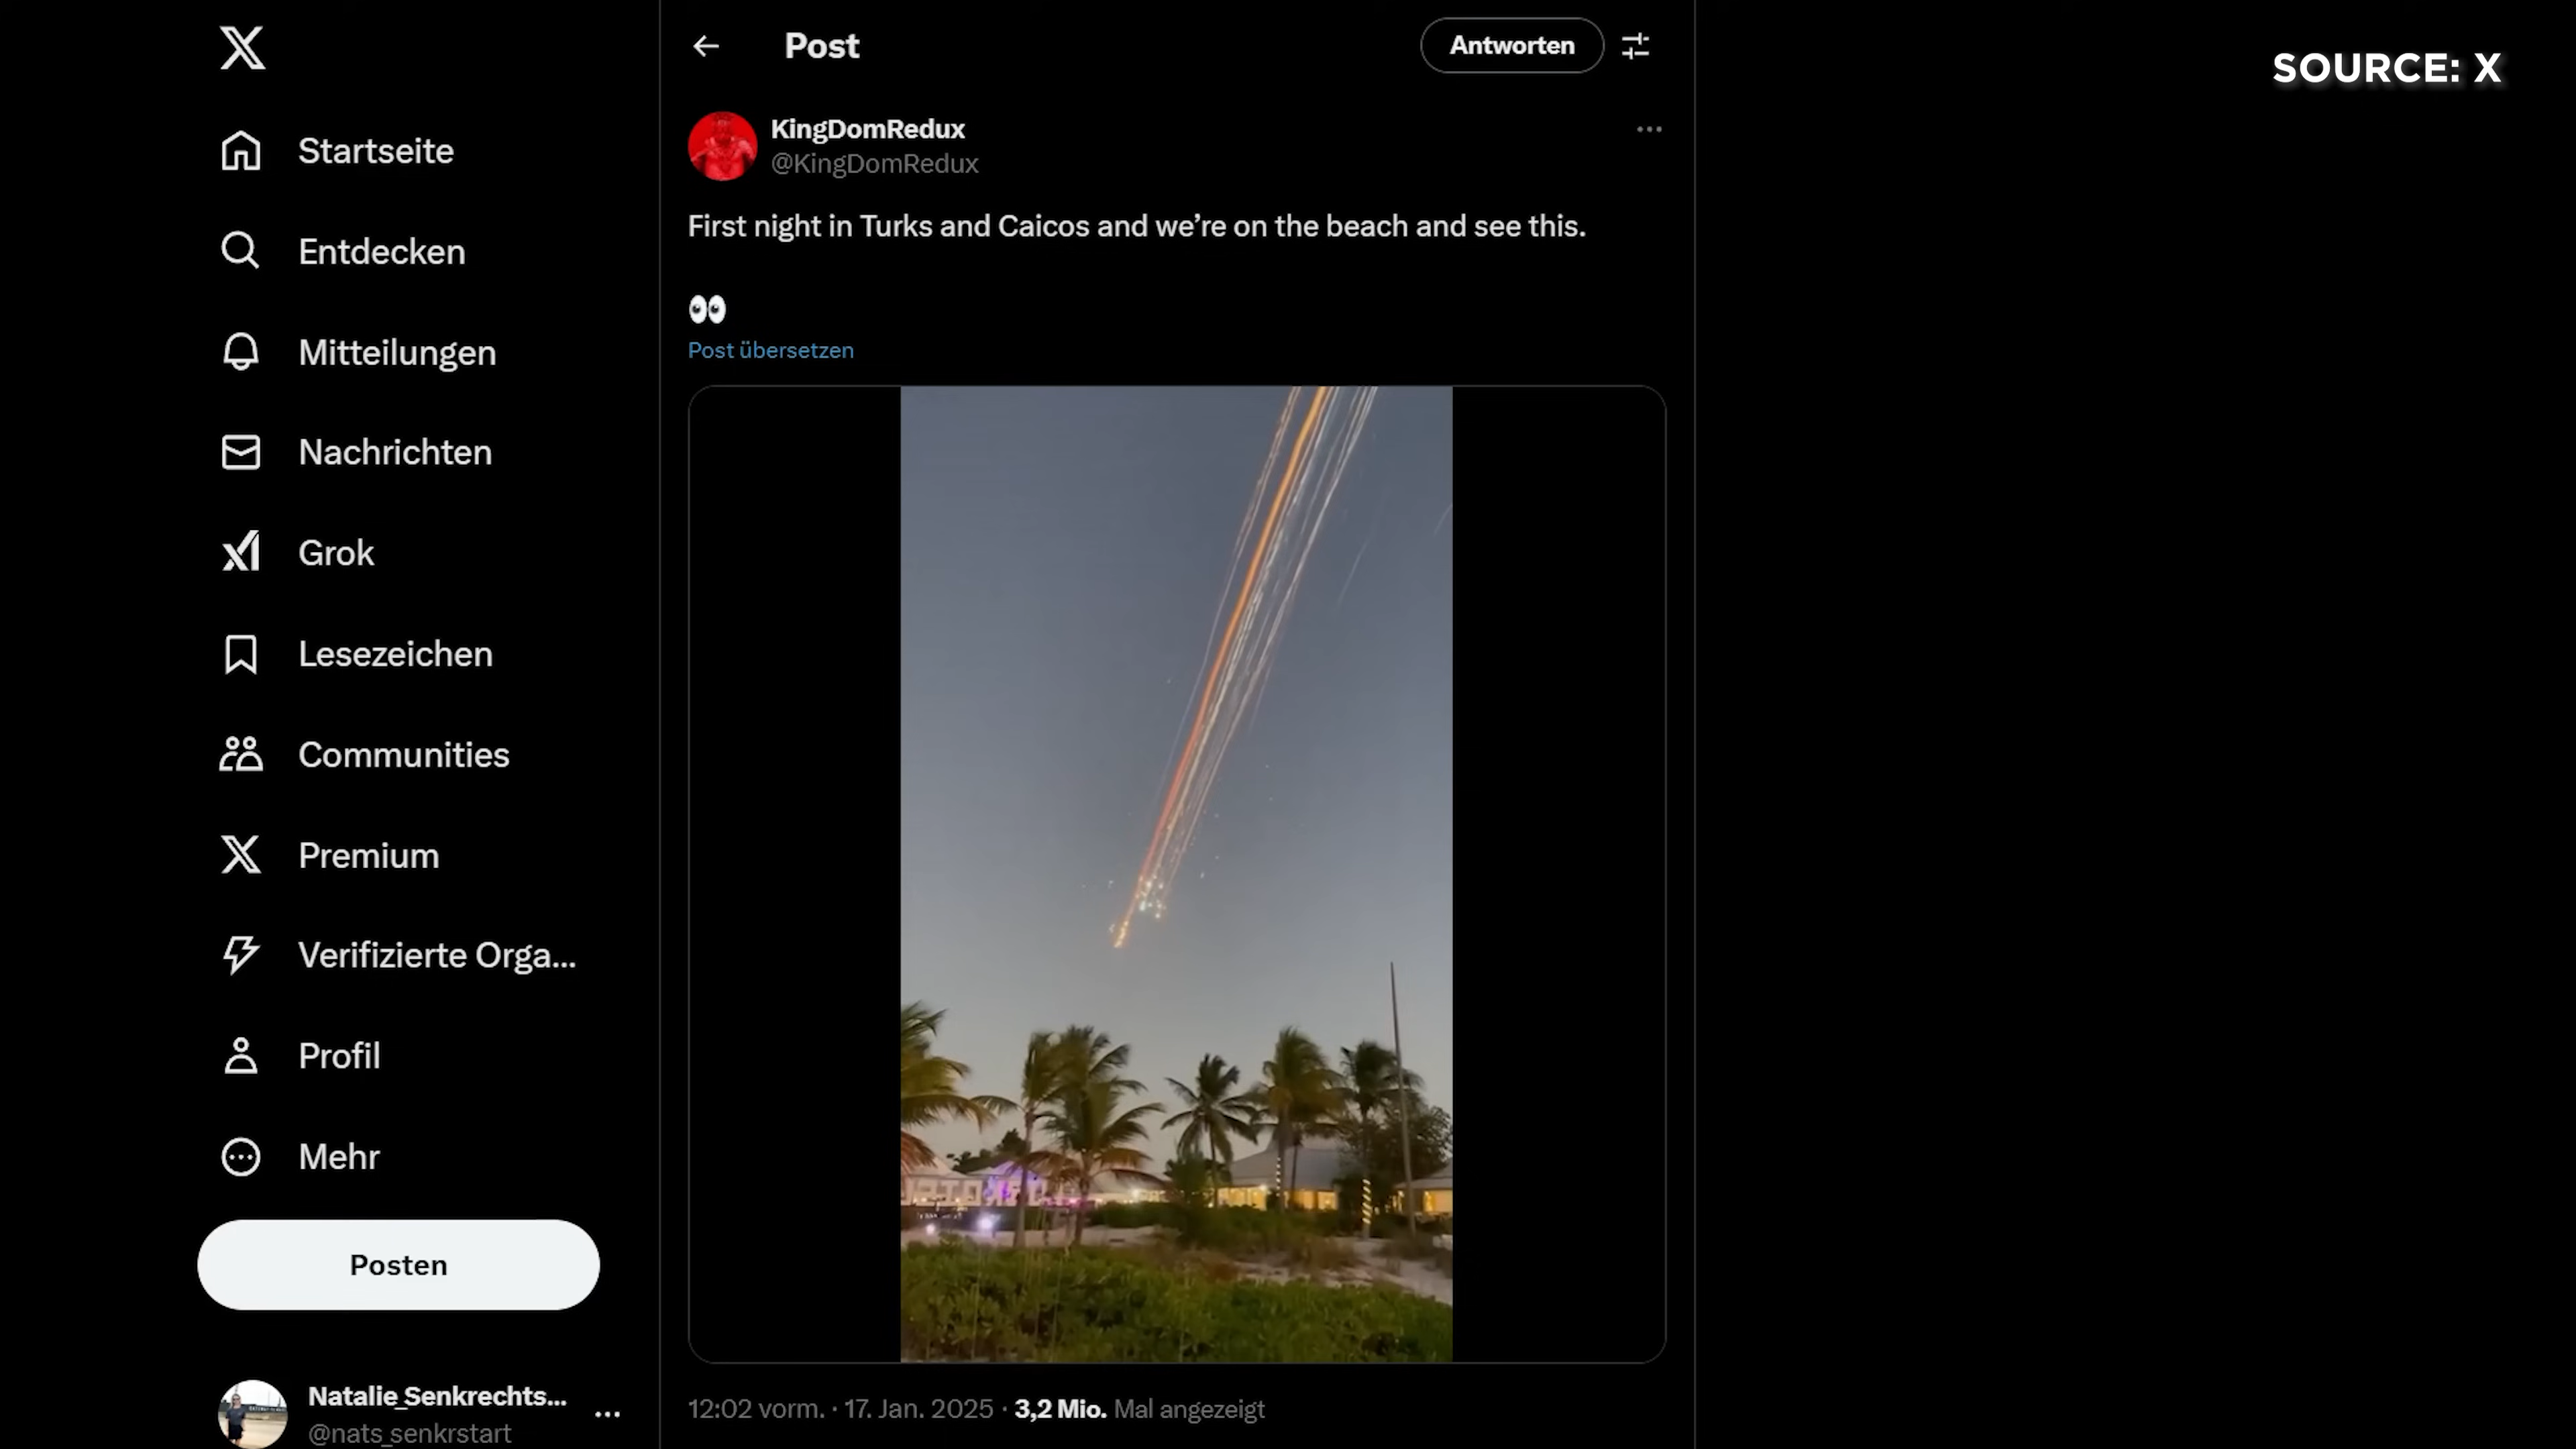 Post
Antworten
SOURCE: X
Startseite
Entdecken
Mitteilungen
Nachrichten
Grok
Lesezeichen
Communities
Premium
Verifizierte Orga...
Profil
Mehr
Posten
Natalie_Senkrechts...
@nats_senkrstart
KingDomRedux
@KingDomRedux
First night in Turks and Caicos and we’re on the beach and see this.
👀
Post übersetzen
12:02 vorm. · 17. Jan. 2025 · 3,2 Mio. Mal angezeigt